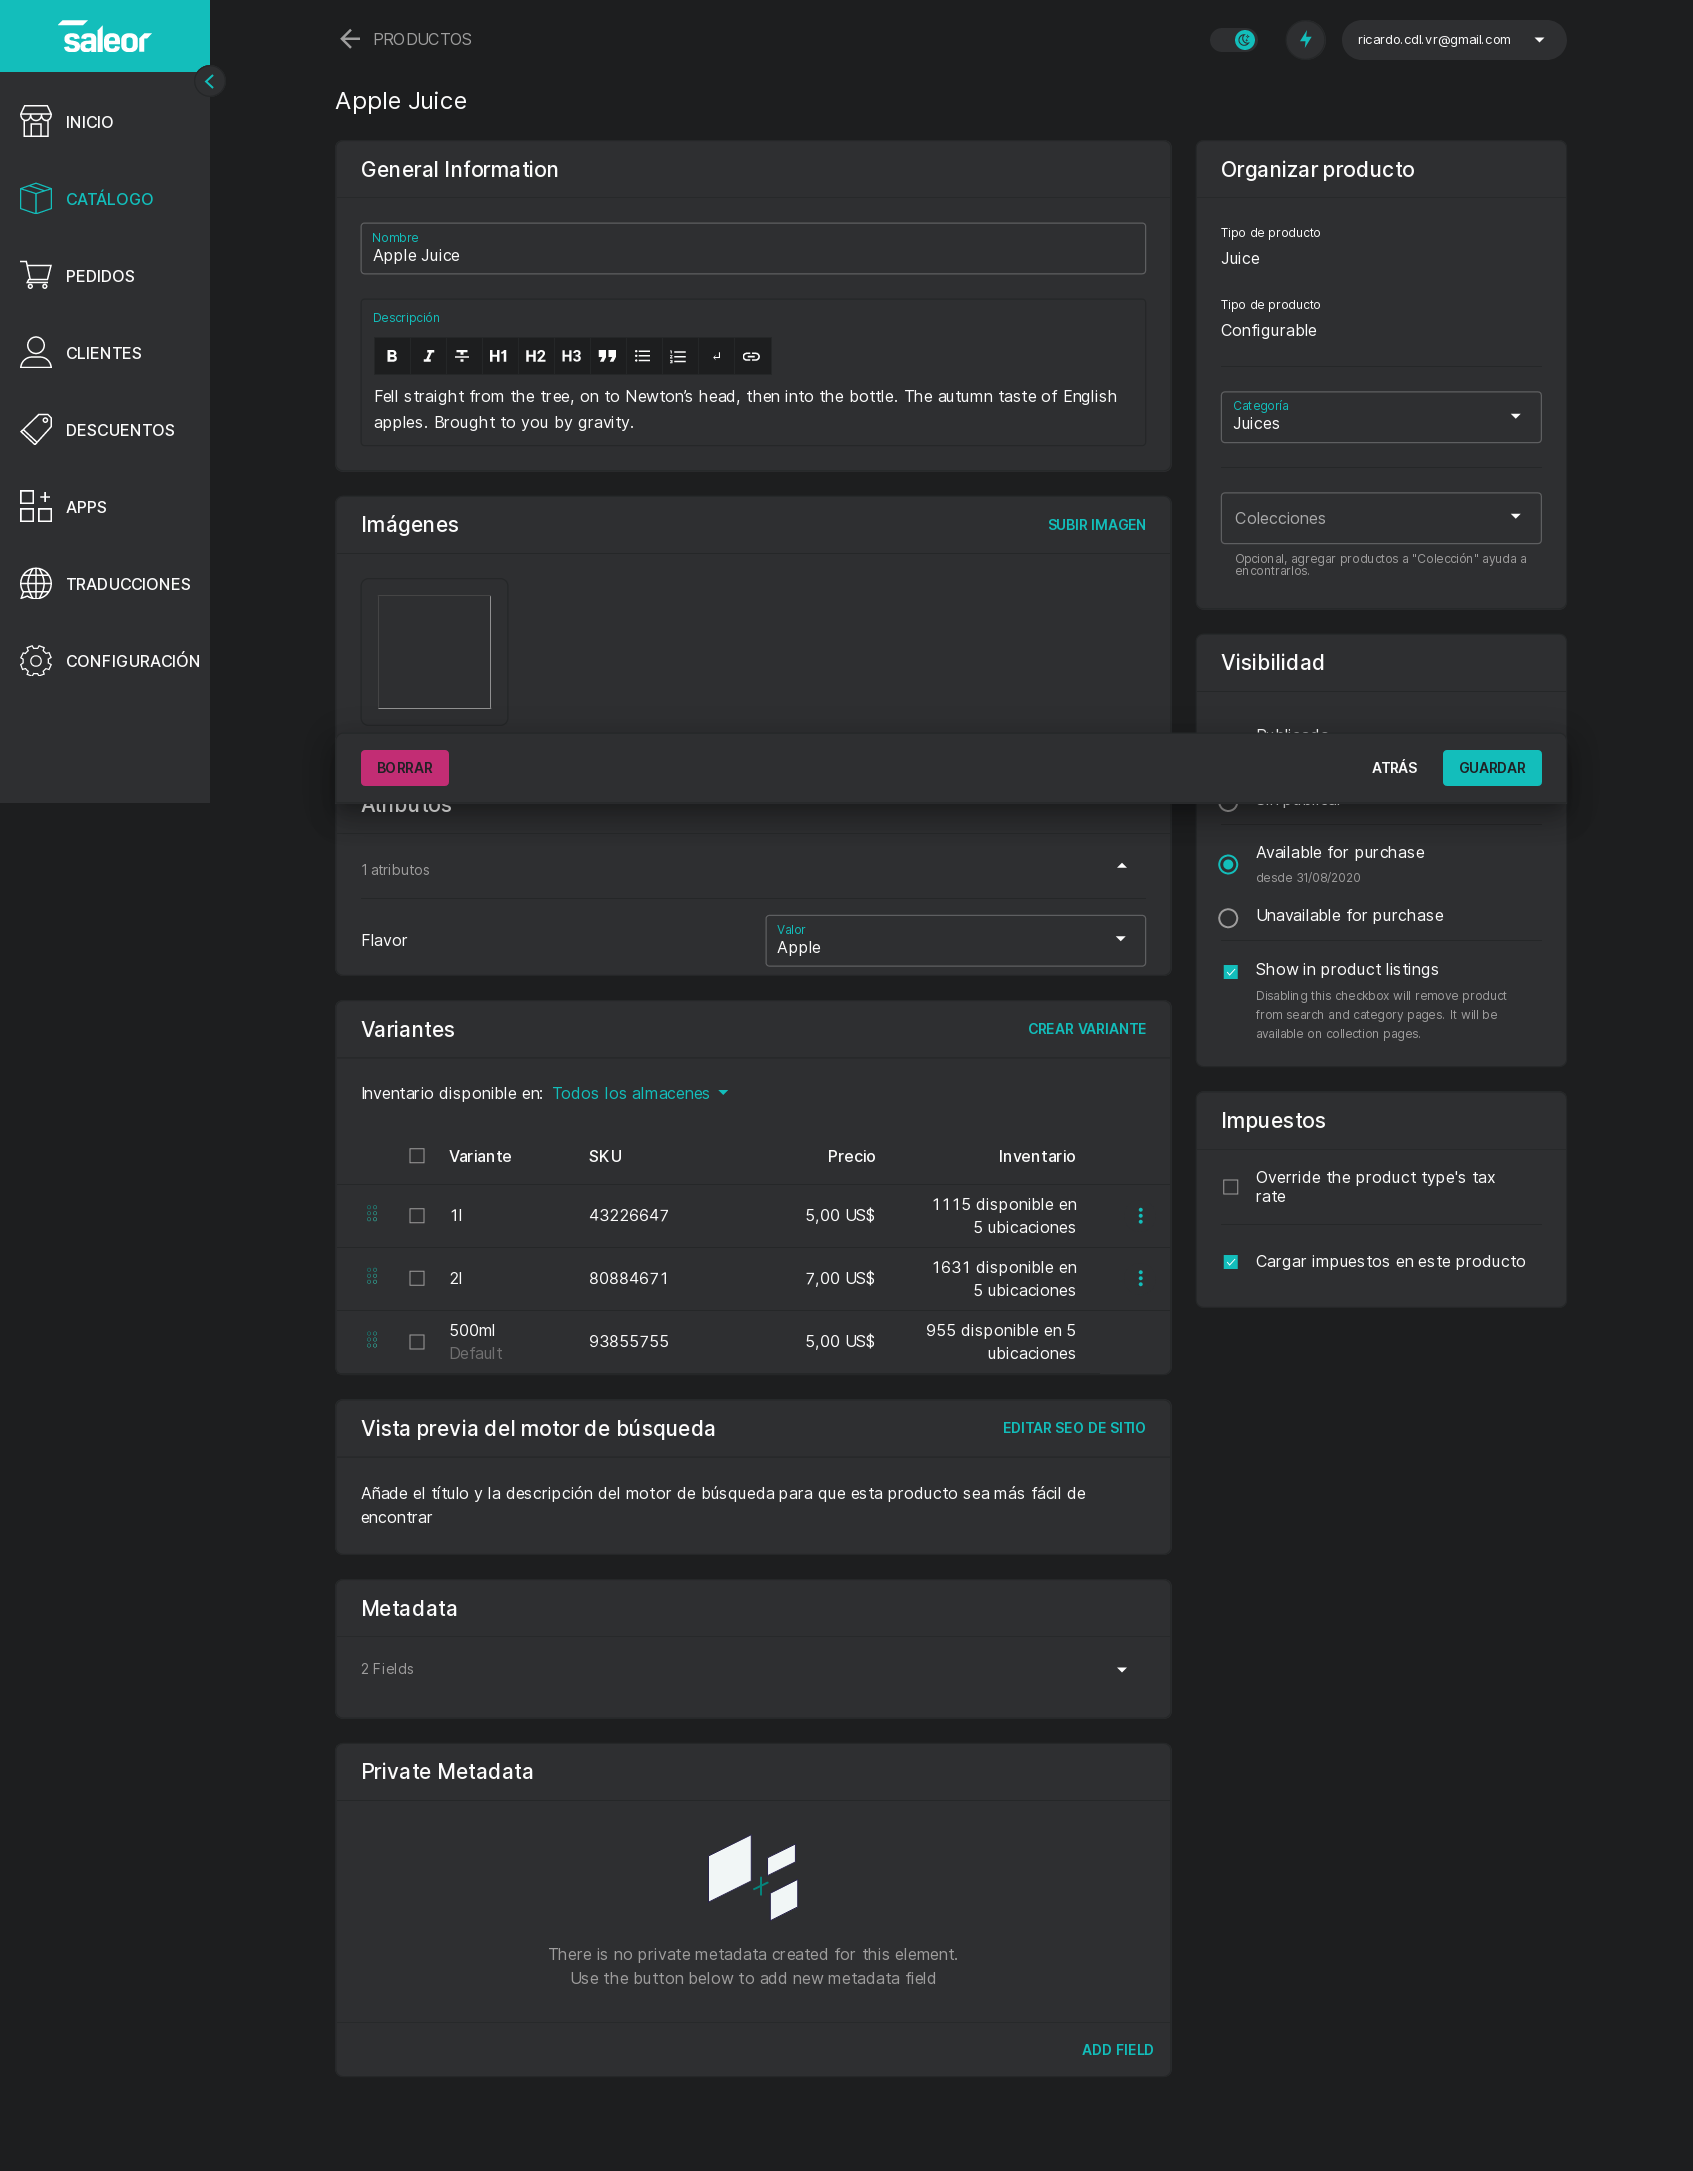 saleor
INICIO
CATÁLOGO
PEDIDOS
CLIENTES
DESCUENTOS
APPS
TRADUCCIONES
CONFIGURACIÓN
PRODUCTOS
ricardo.cdl.vr@gmail.com
Apple Juice
General Information
Nombre
Apple Juice
Descripción
B I T H1 H2 H3
Fell straight from the tree, on to Newton’s head, then into the bottle. The autumn taste of English
apples. Brought to you by gravity.
Imágenes
SUBIR IMAGEN
BORRAR
ATRÁS
GUARDAR
Atributos
1 atributos
Flavor
Valor
Apple
Variantes
CREAR VARIANTE
Inventario disponible en: Todos los almacenes
Variante SKU Precio Inventario
1l 43226647 5,00 US$ 1115 disponible en
5 ubicaciones
2l 80884671 7,00 US$ 1631 disponible en
5 ubicaciones
500ml
Default
93855755 5,00 US$ 955 disponible en 5
ubicaciones
Vista previa del motor de búsqueda
EDITAR SEO DE SITIO
Añade el título y la descripción del motor de búsqueda para que esta producto sea más fácil de
encontrar
Metadata
2 Fields
Private Metadata
There is no private metadata created for this element.
Use the button below to add new metadata field
ADD FIELD
Organizar producto
Tipo de producto
Juice
Tipo de producto
Configurable
Categoría
Juices
Colecciones
Opcional, agregar productos a "Colección" ayuda a
encontrarlos.
Visibilidad
Available for purchase
desde 31/08/2020
Unavailable for purchase
Show in product listings
Disabling this checkbox will remove product
from search and category pages. It will be
available on collection pages.
Impuestos
Override the product type's tax
rate
Cargar impuestos en este producto